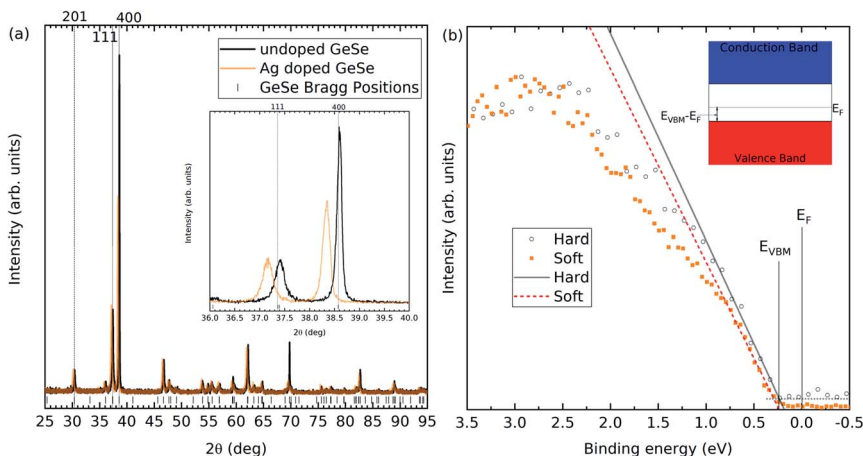 201
400
111
(a)
undoped GeSe
Ag doped GeSe
GeSe Bragg Positions
111
400
Intensity (arb. units)
36.0 36.5 37.0 37.5 38.0 38.5 39.0 39.5 40.0
2θ (deg)
Intensity (arb. units)
25 30 35 40 45 50 55 60 65 70 75 80 85 90 95
2θ (deg)
(b)
Conduction Band
E_VBM-E_F
E_F
Valence Band
Hard
Soft
Hard
Soft
E_F
E_VBM
Intensity (arb. units)
3.5 3.0 2.5 2.0 1.5 1.0 0.5 0.0 -0.5
Binding energy (eV)